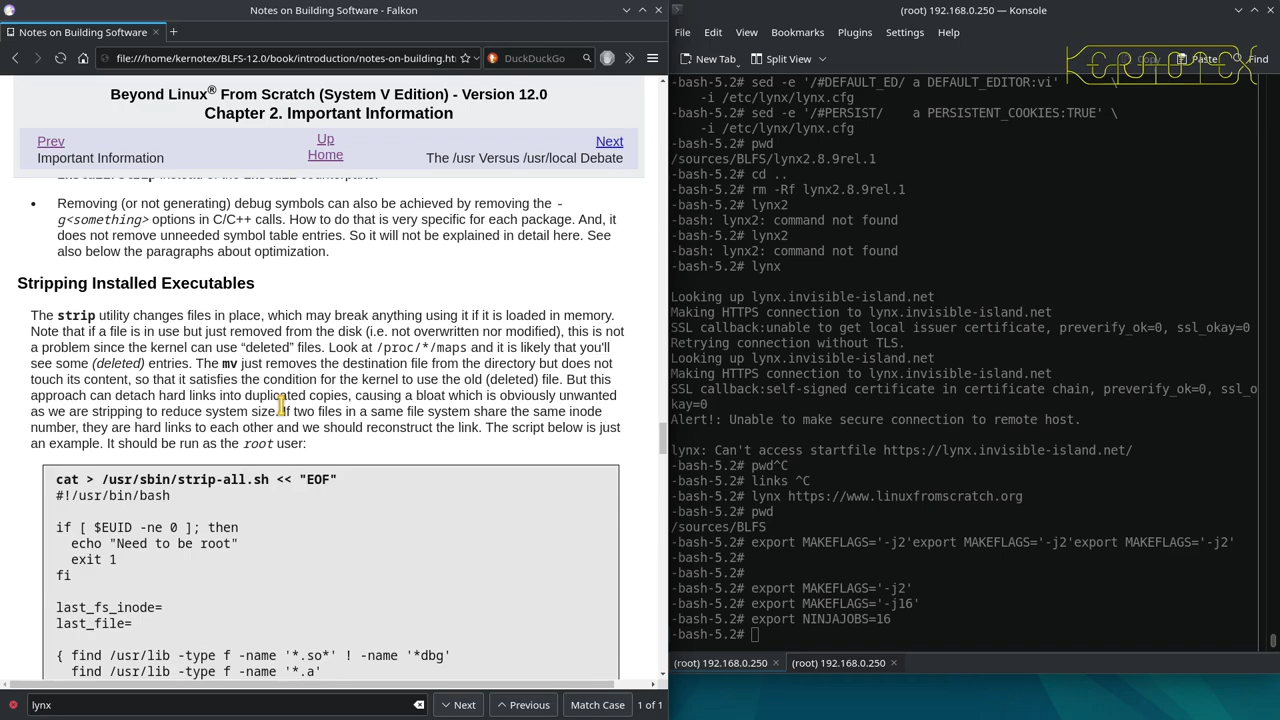 Notes on Building Software - Falkon
Notes on Building Software
file:///home/kernotex/BLFS-12.0/book/introduction/notes-on-building.ht
DuckDuckGo
Beyond Linux® From Scratch (System V Edition) - Version 12.0
Chapter 2. Important Information
Prev
Up
Next
Important Information
Home
The /usr Versus /usr/local Debate
Removing (or not generating) debug symbols can also be achieved by removing the -
g<something> options in C/C++ calls. How to do that is very specific for each package. And, it
does not remove unneeded symbol table entries. So it will not be explained in detail here. See
also below the paragraphs about optimization.
Stripping Installed Executables
The strip utility changes files in place, which may break anything using it if it is loaded in memory.
Note that if a file is in use but just removed from the disk (i.e. not overwritten nor modified), this is not
a problem since the kernel can use “deleted” files. Look at /proc/*/maps and it is likely that you'll
see some (deleted) entries. The mv just removes the destination file from the directory but does not
touch its content, so that it satisfies the condition for the kernel to use the old (deleted) file. But this
approach can detach hard links into duplicated copies, causing a bloat which is obviously unwanted
as we are stripping to reduce system size. If two files in a same file system share the same inode
number, they are hard links to each other and we should reconstruct the link. The script below is just
an example. It should be run as the root user:
cat > /usr/sbin/strip-all.sh << "EOF"
#!/usr/bin/bash
if [ $EUID -ne 0 ]; then
echo "Need to be root"
exit 1
fi
last_fs_inode=
last_file=
{ find /usr/lib -type f -name '*.so*' ! -name '*dbg'
find /usr/lib -type f -name '*.a'
lynx
Next
Previous
Match Case
1 of 1
(root) 192.168.0.250 — Konsole
File Edit View Bookmarks Plugins Settings Help
New Tab
Split View
Copy
Paste
Find
KERNOTEX
-bash-5.2# sed -e '/#DEFAULT_ED/ a DEFAULT_EDITOR:vi' \
-i /etc/lynx/lynx.cfg
-bash-5.2# sed -e '/#PERSIST/ a PERSISTENT_COOKIES:TRUE' \
-i /etc/lynx/lynx.cfg
-bash-5.2# pwd
/sources/BLFS/lynx2.8.9rel.1
-bash-5.2# cd ..
-bash-5.2# rm -Rf lynx2.8.9rel.1
-bash-5.2# lynx2
-bash: lynx2: command not found
-bash-5.2# lynx2
-bash: lynx2: command not found
-bash-5.2# lynx
Looking up lynx.invisible-island.net
Making HTTPS connection to lynx.invisible-island.net
SSL callback:unable to get local issuer certificate, preverify_ok=0, ssl_okay=0
Retrying connection without TLS.
Looking up lynx.invisible-island.net
Making HTTPS connection to lynx.invisible-island.net
SSL callback:self-signed certificate in certificate chain, preverify_ok=0, ssl_o
kay=0
Alert!: Unable to make secure connection to remote host.
lynx: Can't access startfile https://lynx.invisible-island.net/
-bash-5.2# pwd^C
-bash-5.2# links ^C
-bash-5.2# lynx https://www.linuxfromscratch.org
-bash-5.2# pwd
/sources/BLFS
-bash-5.2# export MAKEFLAGS='-j2'export MAKEFLAGS='-j2'export MAKEFLAGS='-j2'
-bash-5.2#
-bash-5.2#
-bash-5.2# export MAKEFLAGS='-j2'
-bash-5.2# export MAKEFLAGS='-j16'
-bash-5.2# export NINJAJOBS=16
-bash-5.2#
(root) 192.168.0.250
(root) 192.168.0.250